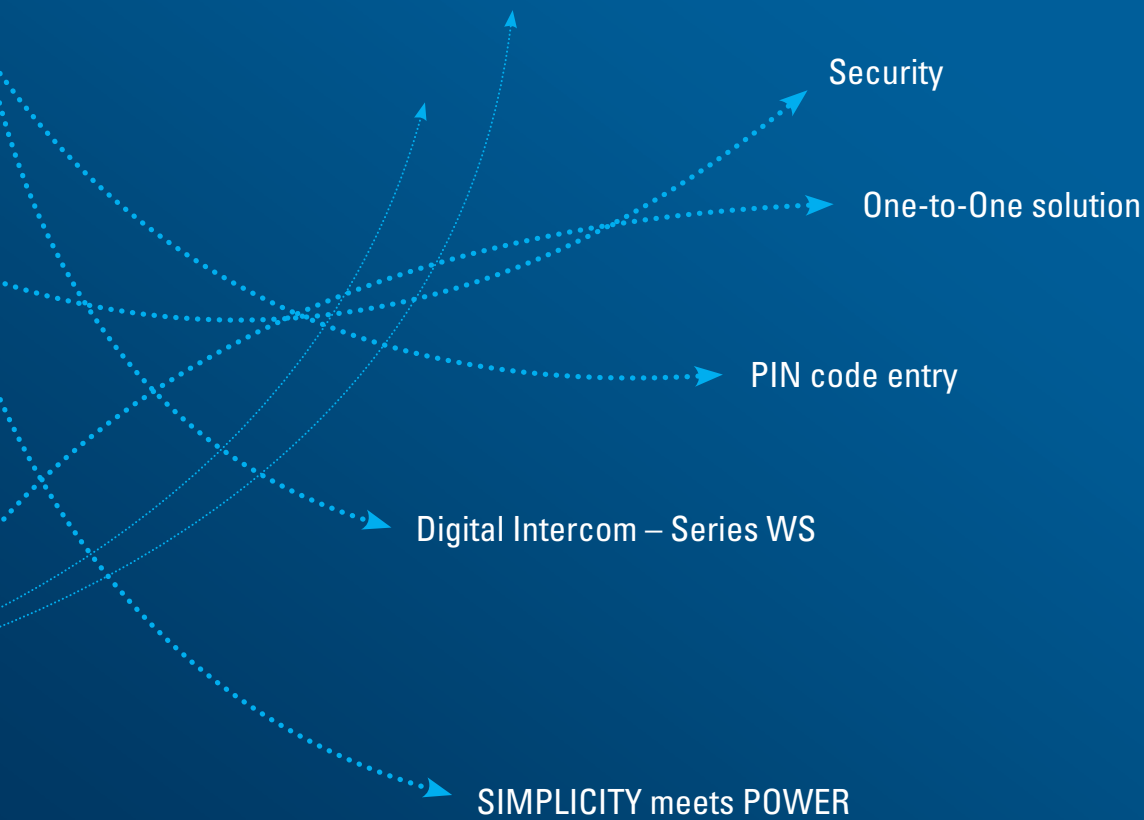 Security
One-to-One solution
PIN code entry
Digital Intercom – Series WS
SIMPLICITY meets POWER